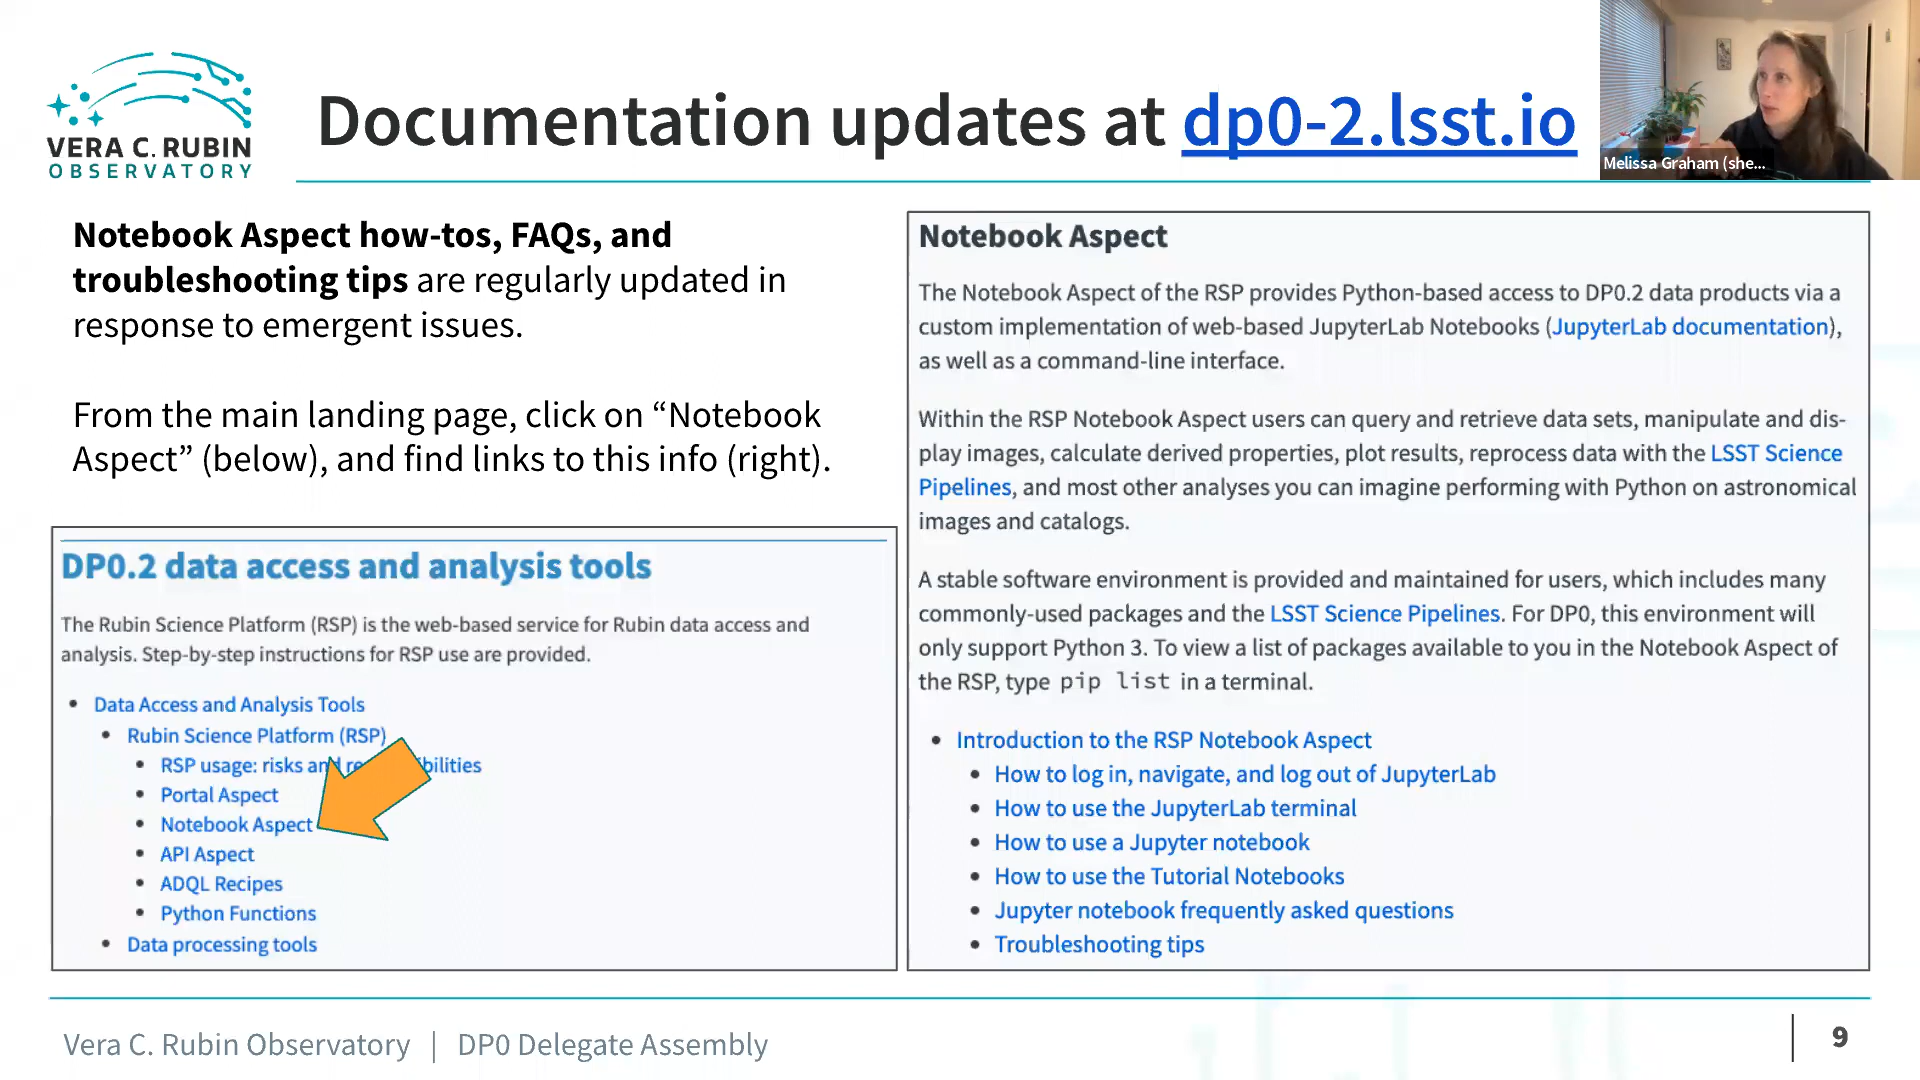 VERA C. RUBIN
OBSERVATORY
Documentation updates at dp0-2.lsst.io
Melissa Graham (she...
Notebook Aspect how-tos, FAQs, and
troubleshooting tips are regularly updated in
response to emergent issues.
From the main landing page, click on “Notebook
Aspect” (below), and find links to this info (right).
DP0.2 data access and analysis tools
The Rubin Science Platform (RSP) is the web-based service for Rubin data access and
analysis. Step-by-step instructions for RSP use are provided.
• Data Access and Analysis Tools
• Rubin Science Platform (RSP)
• RSP usage: risks and re bilities
• Portal Aspect
• Notebook Aspect
• API Aspect
• ADQL Recipes
• Python Functions
• Data processing tools
Notebook Aspect
The Notebook Aspect of the RSP provides Python-based access to DP0.2 data products via a
custom implementation of web-based JupyterLab Notebooks (JupyterLab documentation),
as well as a command-line interface.
Within the RSP Notebook Aspect users can query and retrieve data sets, manipulate and dis-
play images, calculate derived properties, plot results, reprocess data with the LSST Science
Pipelines, and most other analyses you can imagine performing with Python on astronomical
images and catalogs.
A stable software environment is provided and maintained for users, which includes many
commonly-used packages and the LSST Science Pipelines. For DP0, this environment will
only support Python 3. To view a list of packages available to you in the Notebook Aspect of
the RSP, type pip list in a terminal.
• Introduction to the RSP Notebook Aspect
• How to log in, navigate, and log out of JupyterLab
• How to use the JupyterLab terminal
• How to use a Jupyter notebook
• How to use the Tutorial Notebooks
• Jupyter notebook frequently asked questions
• Troubleshooting tips
Vera C. Rubin Observatory | DP0 Delegate Assembly
9